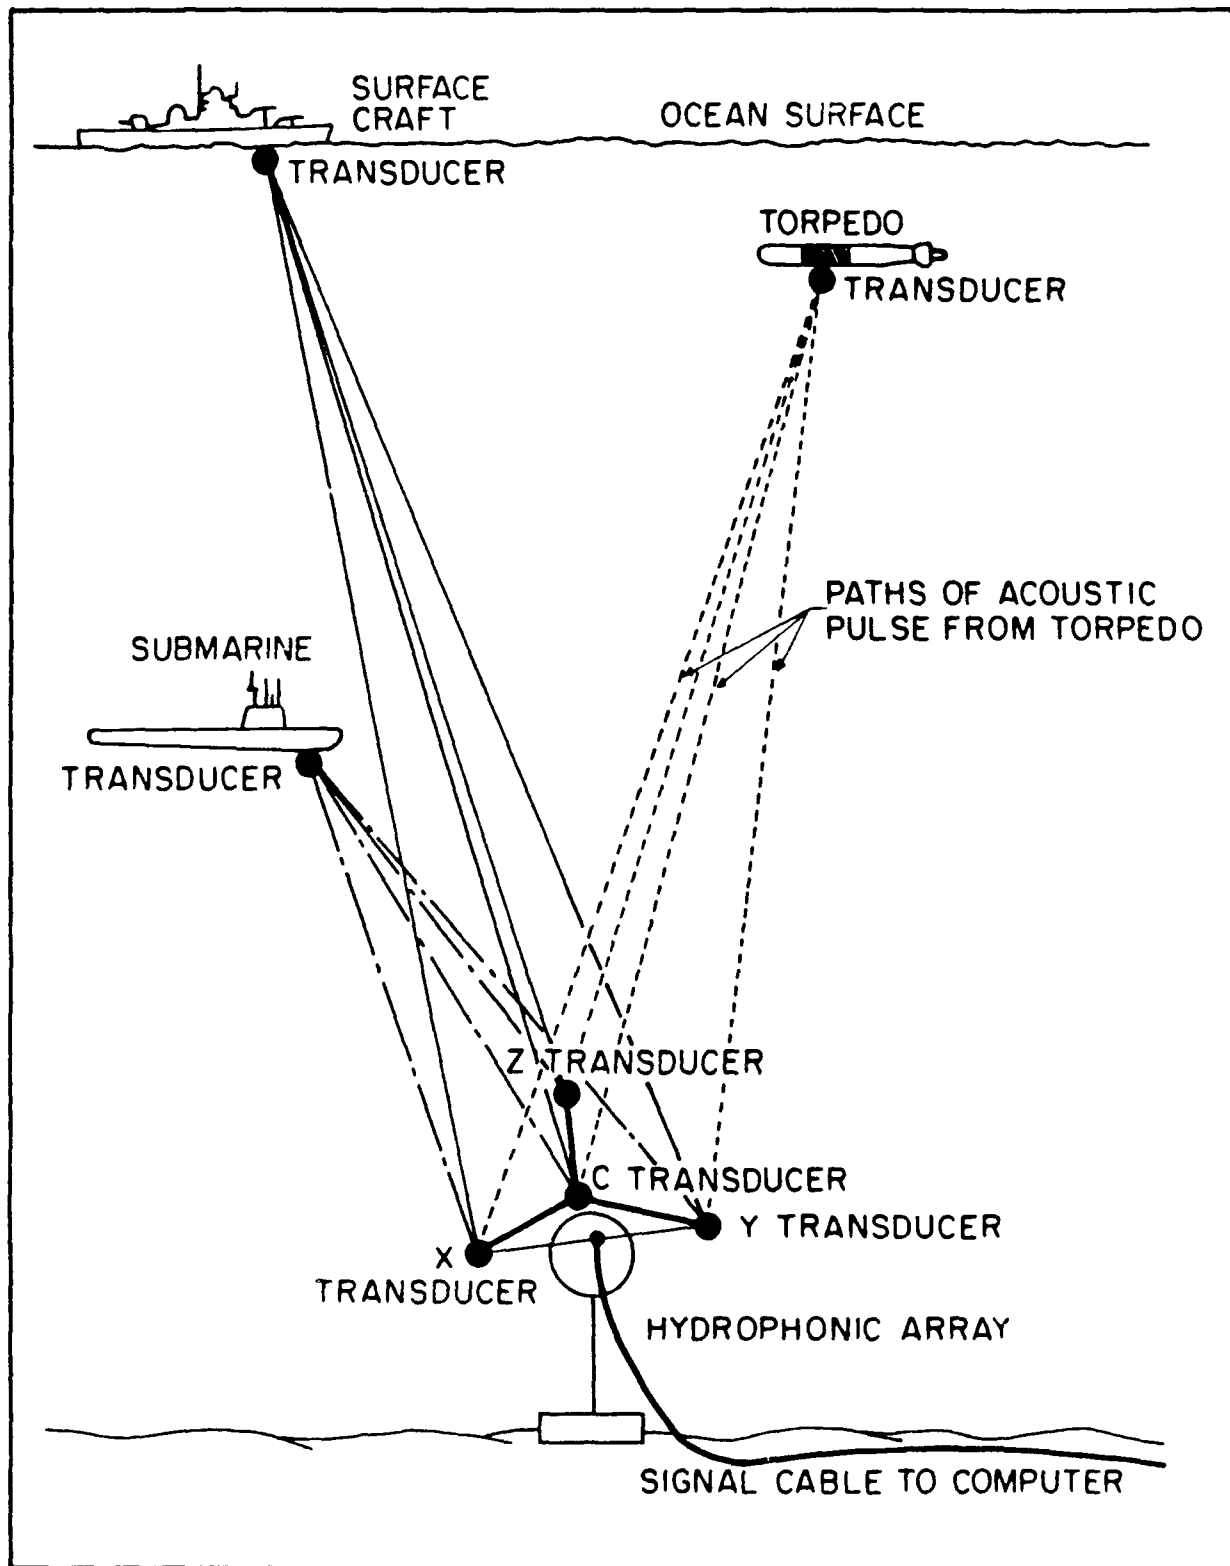 SURFACE
CRAFT
OCEAN SURFACE
TRANSDUCER
TORPEDO
TRANSDUCER
PATHS OF ACOUSTIC
PULSE FROM TORPEDO
SUBMARINE
TRANSDUCER
Z TRANSDUCER
C TRANSDUCER
Y TRANSDUCER
X
TRANSDUCER
HYDROPHONIC ARRAY
SIGNAL CABLE TO COMPUTER